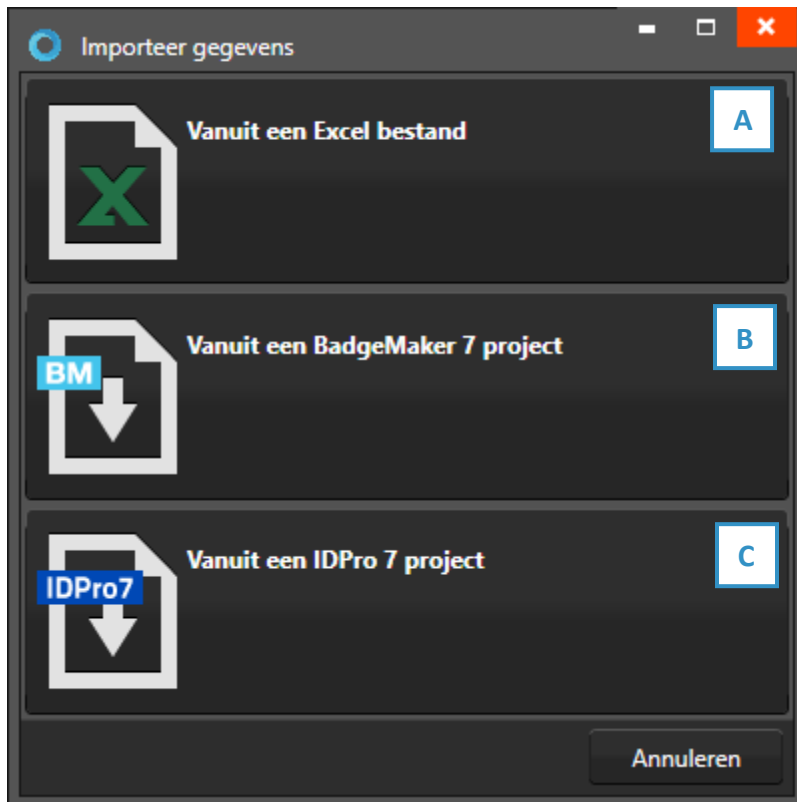 Importeer gegevens
Vanuit een Excel bestand
A
X
BM
Vanuit een BadgeMaker 7 project
B
IDPro7
Vanuit een IDPro 7 project
C
Annuleren